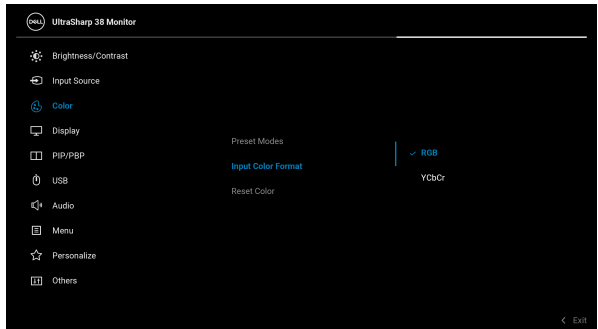 DELL UltraSharp 38 Monitor
Brightness/Contrast
Input Source
Color
Display
PIP/PBP
USB
Audio
Menu
Personalize
Others
Preset Modes
Input Color Format
Reset Color
RGB
YCbCr
Exit